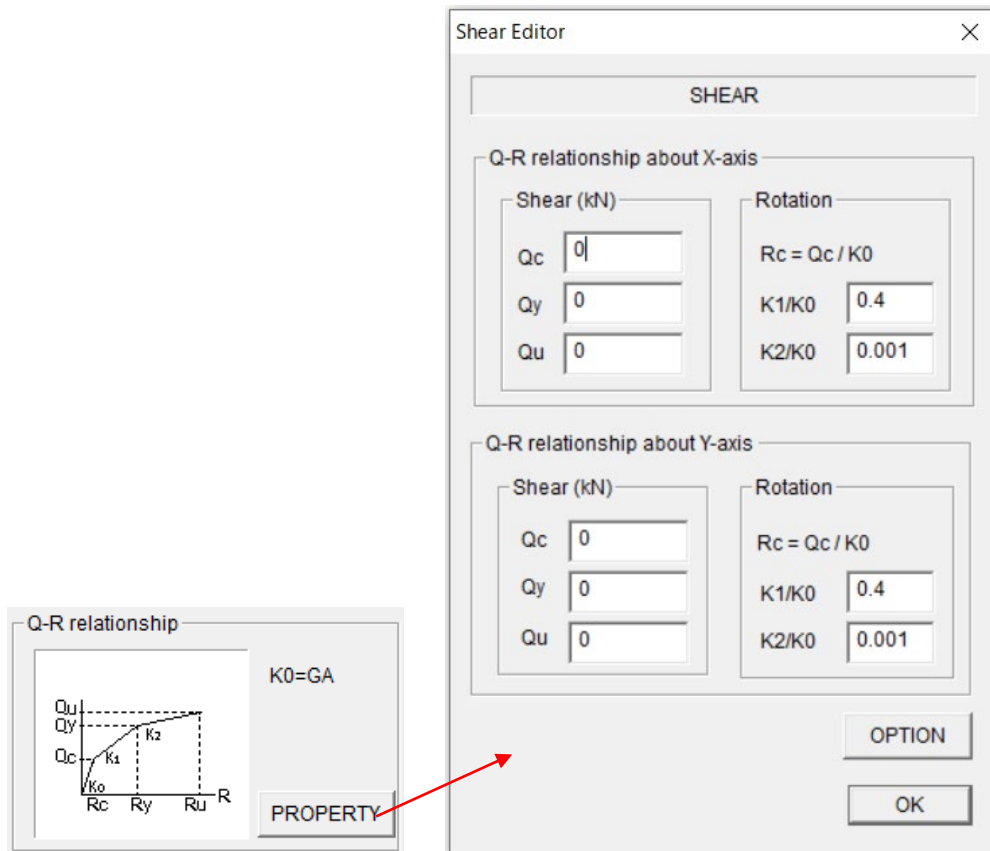 Shear Editor
SHEAR
Q-R relationship about X-axis
Shear (kN)
Rotation
Qc 0
Rc = Qc / K0
Qy 0
K1/K0 0.4
Qu 0
K2/K0 0.001
Q-R relationship about Y-axis
Shear (kN)
Rotation
Qc 0
Rc = Qc / K0
Qy 0
K1/K0 0.4
Qu 0
K2/K0 0.001
OPTION
OK
Q-R relationship
K0=GA
Qu
Qy
K2
Qc
K1
K0
Rc Ry Ru R
PROPERTY